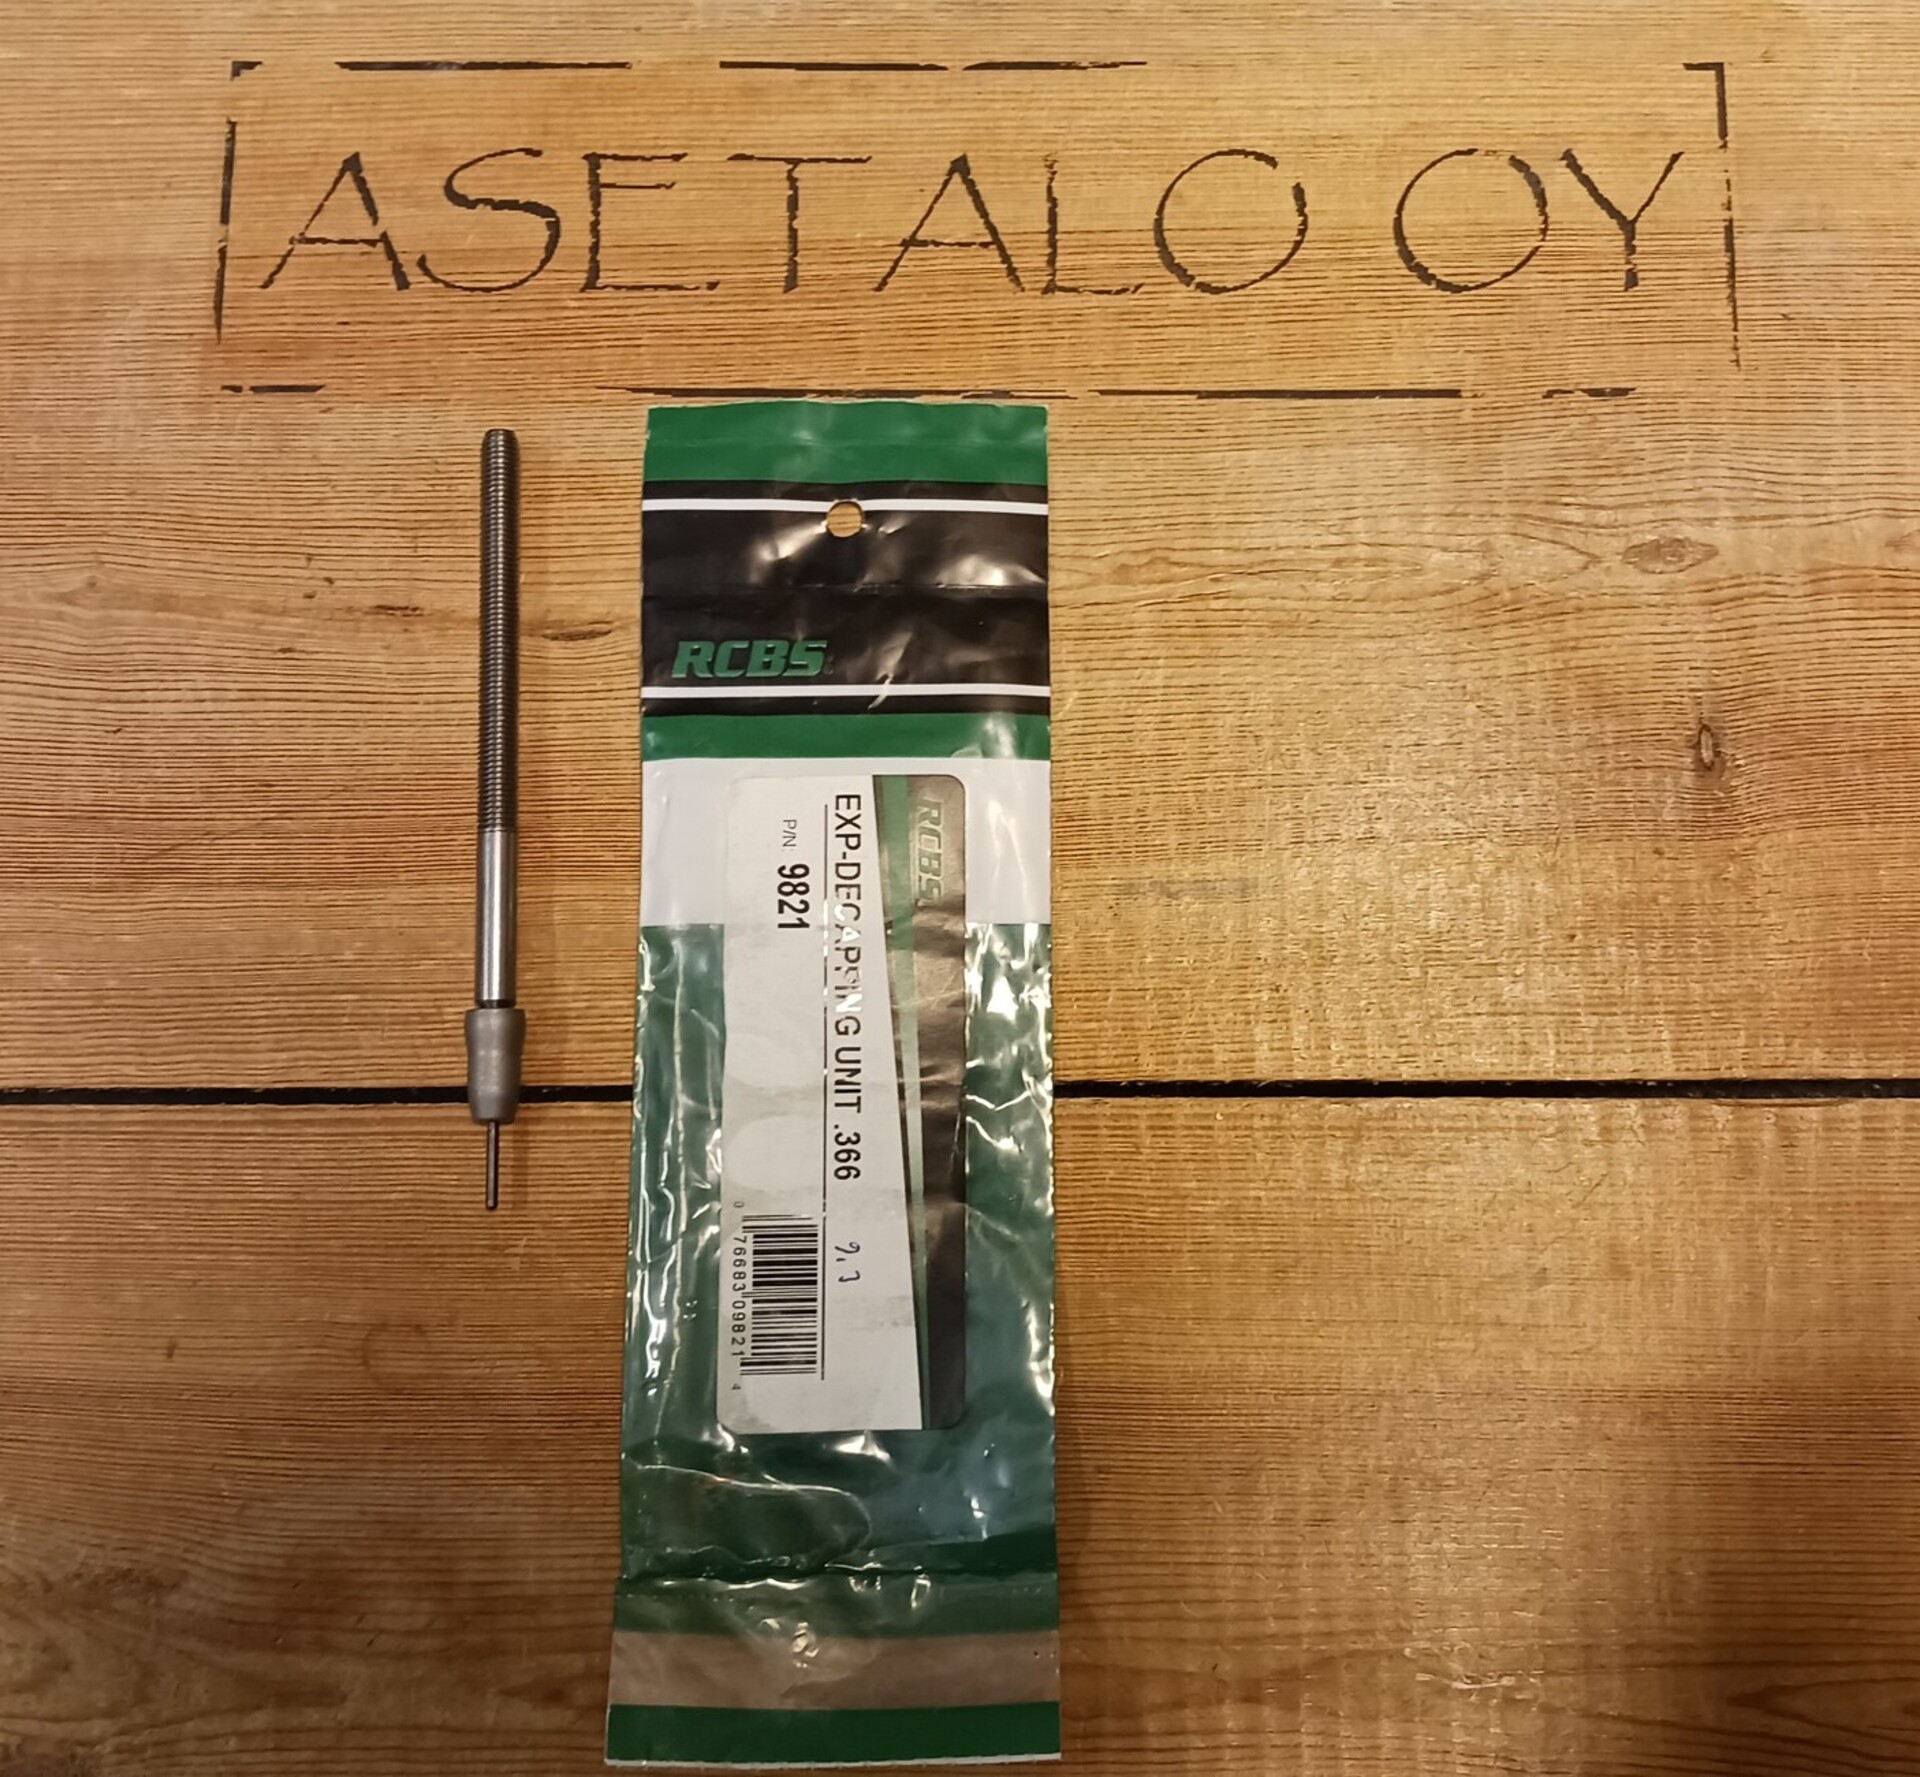 ASETALO OY
RCBS
RCBS
EXP-DECAPPING UNIT .366 9,3
P/N: 9821
0 76683 09821 4